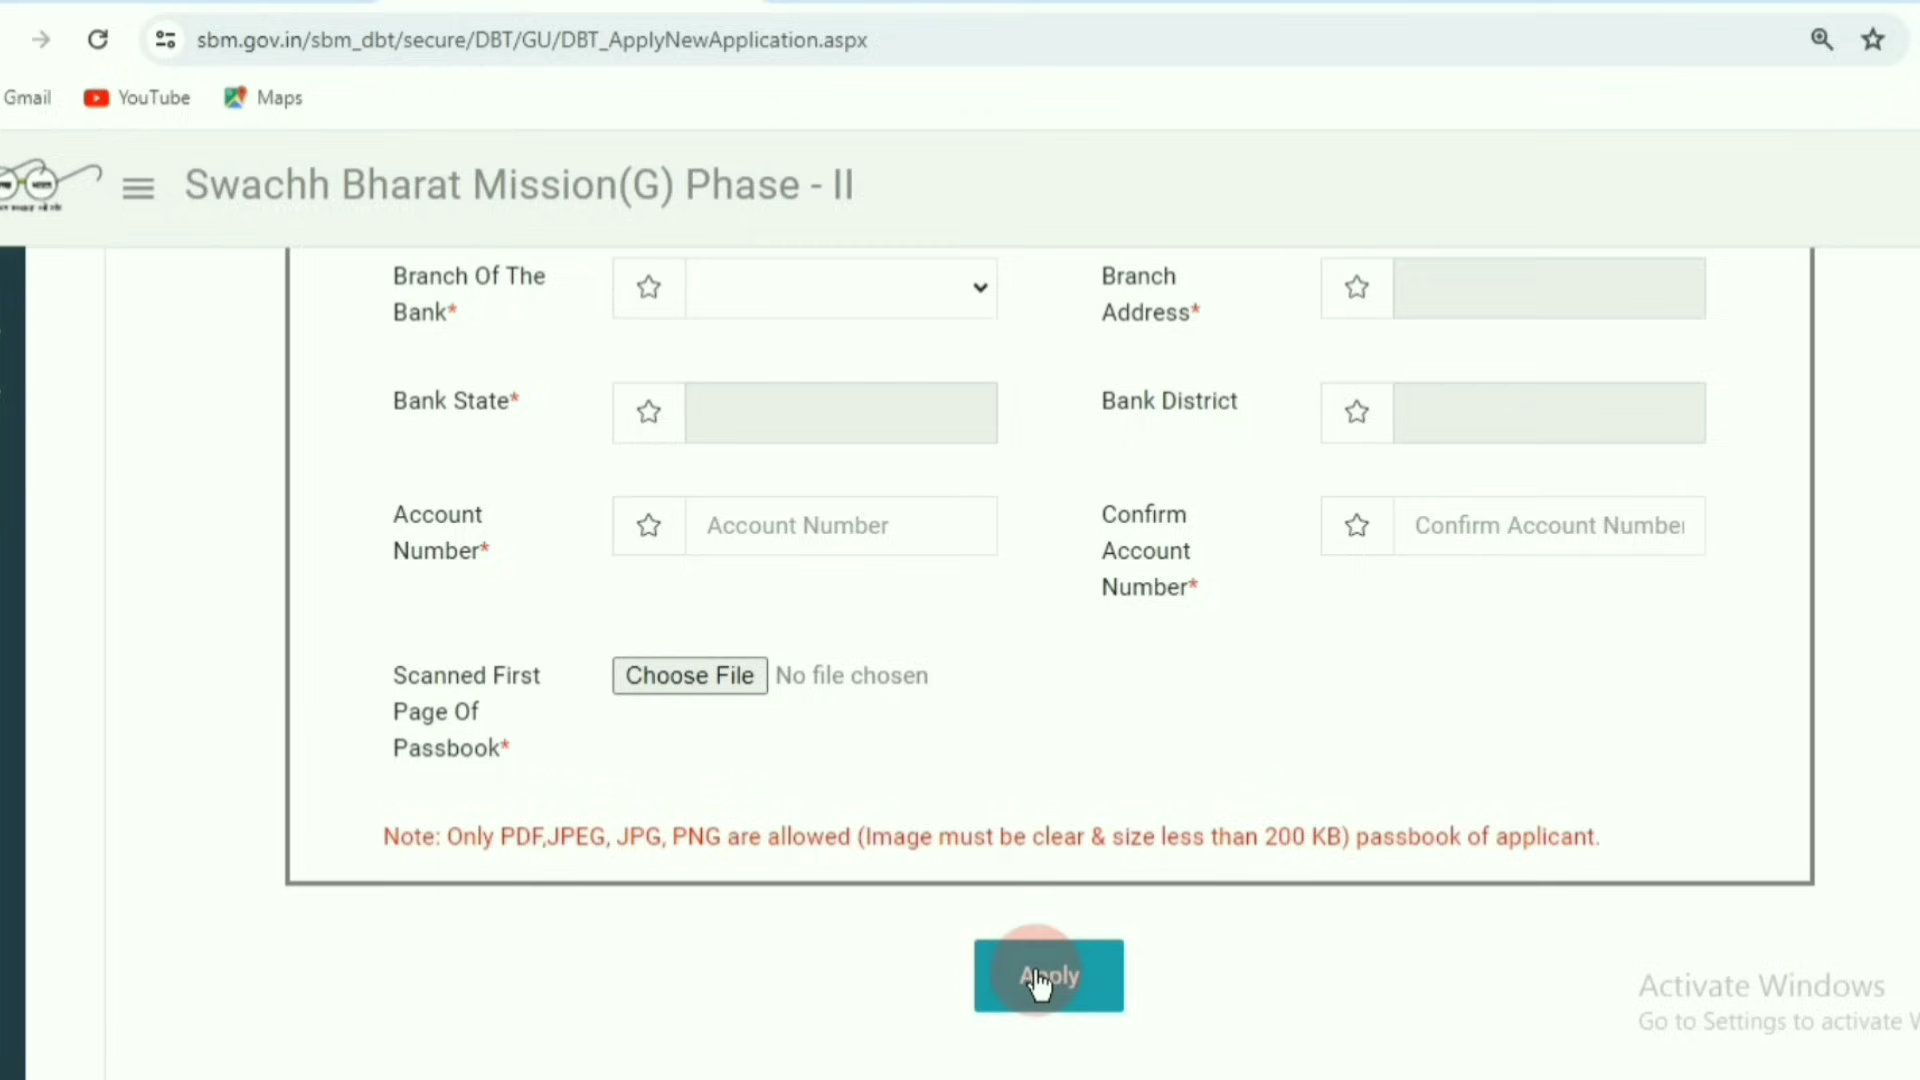 sbm.gov.in/sbm_dbt/secure/DBT/GU/DBT_ApplyNewApplication.aspx
Gmail YouTube Maps
Swachh Bharat Mission(G) Phase - II
Branch Of The
Bank*
Branch
Address*
Bank State*
Bank District
Account
Number*
Account Number
Confirm
Account
Number*
Confirm Account Number
Scanned First
Page Of
Passbook*
Choose File No file chosen
Note: Only PDF,JPEG, JPG, PNG are allowed (Image must be clear & size less than 200 KB) passbook of applicant.
Apply
Activate Windows
Go to Settings to activate W